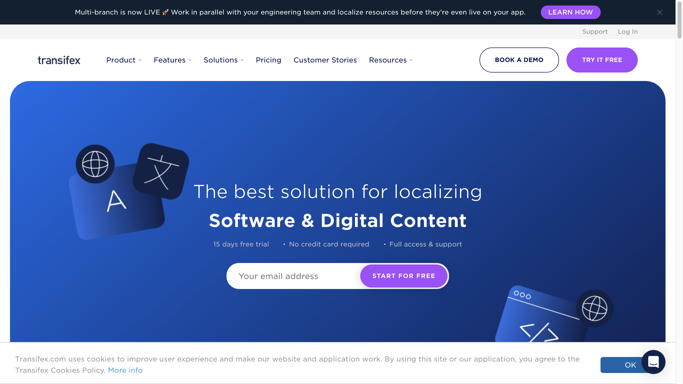 Multi-branch is now LIVE 🚀 Work in parallel with your engineering team and localize resources before they're even live on your app. LEARN HOW
Support Log In
transifex Product Features Solutions Pricing Customer Stories Resources BOOK A DEMO TRY IT FREE
A 文
The best solution for localizing
Software & Digital Content
15 days free trial • No credit card required • Full access & support
Your email address START FOR FREE
</>
Transifex.com uses cookies to improve user experience and make our website and application work. By using this site or our application, you agree to the
Transifex Cookies Policy. More info
OK